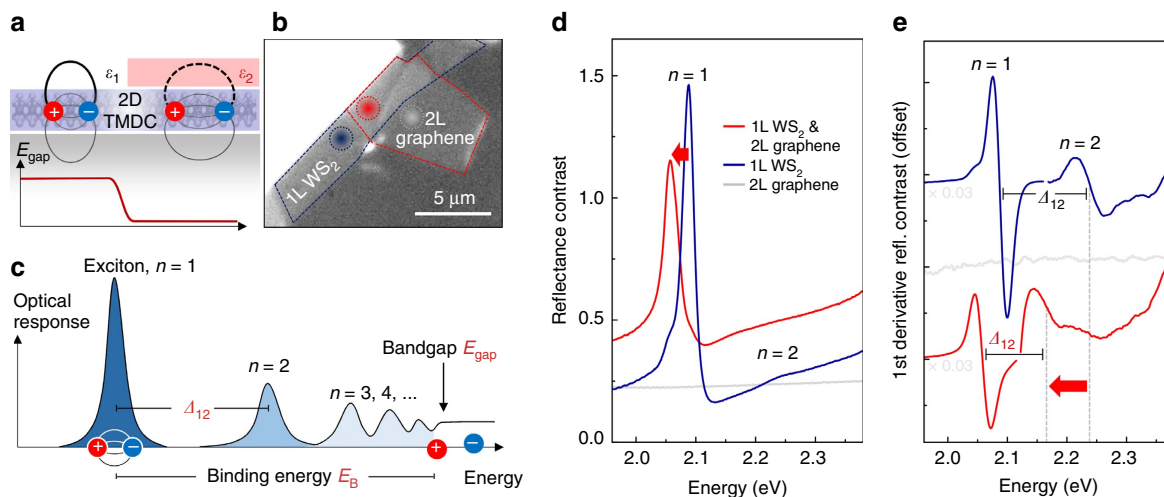 a
ε1
ε2
+
−
2D
TMDC
+
−
Egap
b
1L WS2
2L
graphene
5 μm
c
Exciton, n = 1
Optical
response
n = 2
n = 3, 4, ...
Bandgap Egap
Δ12
+
−
+
−
Binding energy EB
Energy
d
Reflectance contrast
1.5
1.0
0.5
0.0
n = 1
1L WS2 &
2L graphene
1L WS2
2L graphene
n = 2
2.0
2.1
2.2
2.3
Energy (eV)
e
1st derivative refl. contrast (offset)
n = 1
n = 2
× 0.03
Δ12
Δ12
× 0.03
2.0
2.1
2.2
2.3
Energy (eV)